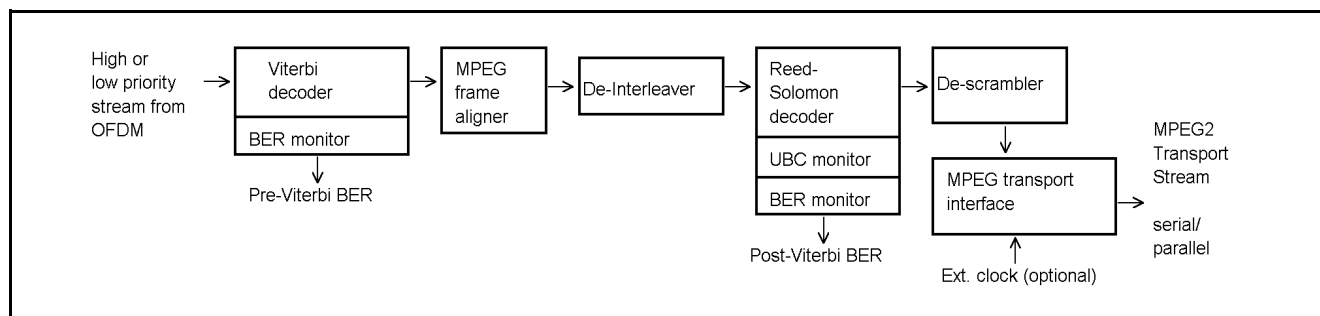 High or
low priority
stream from
OFDM
Viterbi
decoder
BER monitor
Pre-Viterbi BER
MPEG
frame
aligner
De-Interleaver
Reed-
Solomon
decoder
UBC monitor
BER monitor
Post-Viterbi BER
De-scrambler
MPEG transport
interface
Ext. clock (optional)
MPEG2
Transport
Stream
serial/
parallel